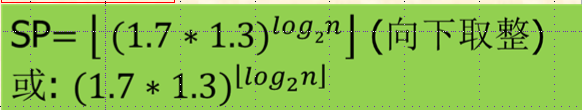 SP= ⌊ (1.7 * 1.3)^{log₂n}⌋ (向下取整)
或: (1.7 * 1.3)^{⌊log₂n⌋}